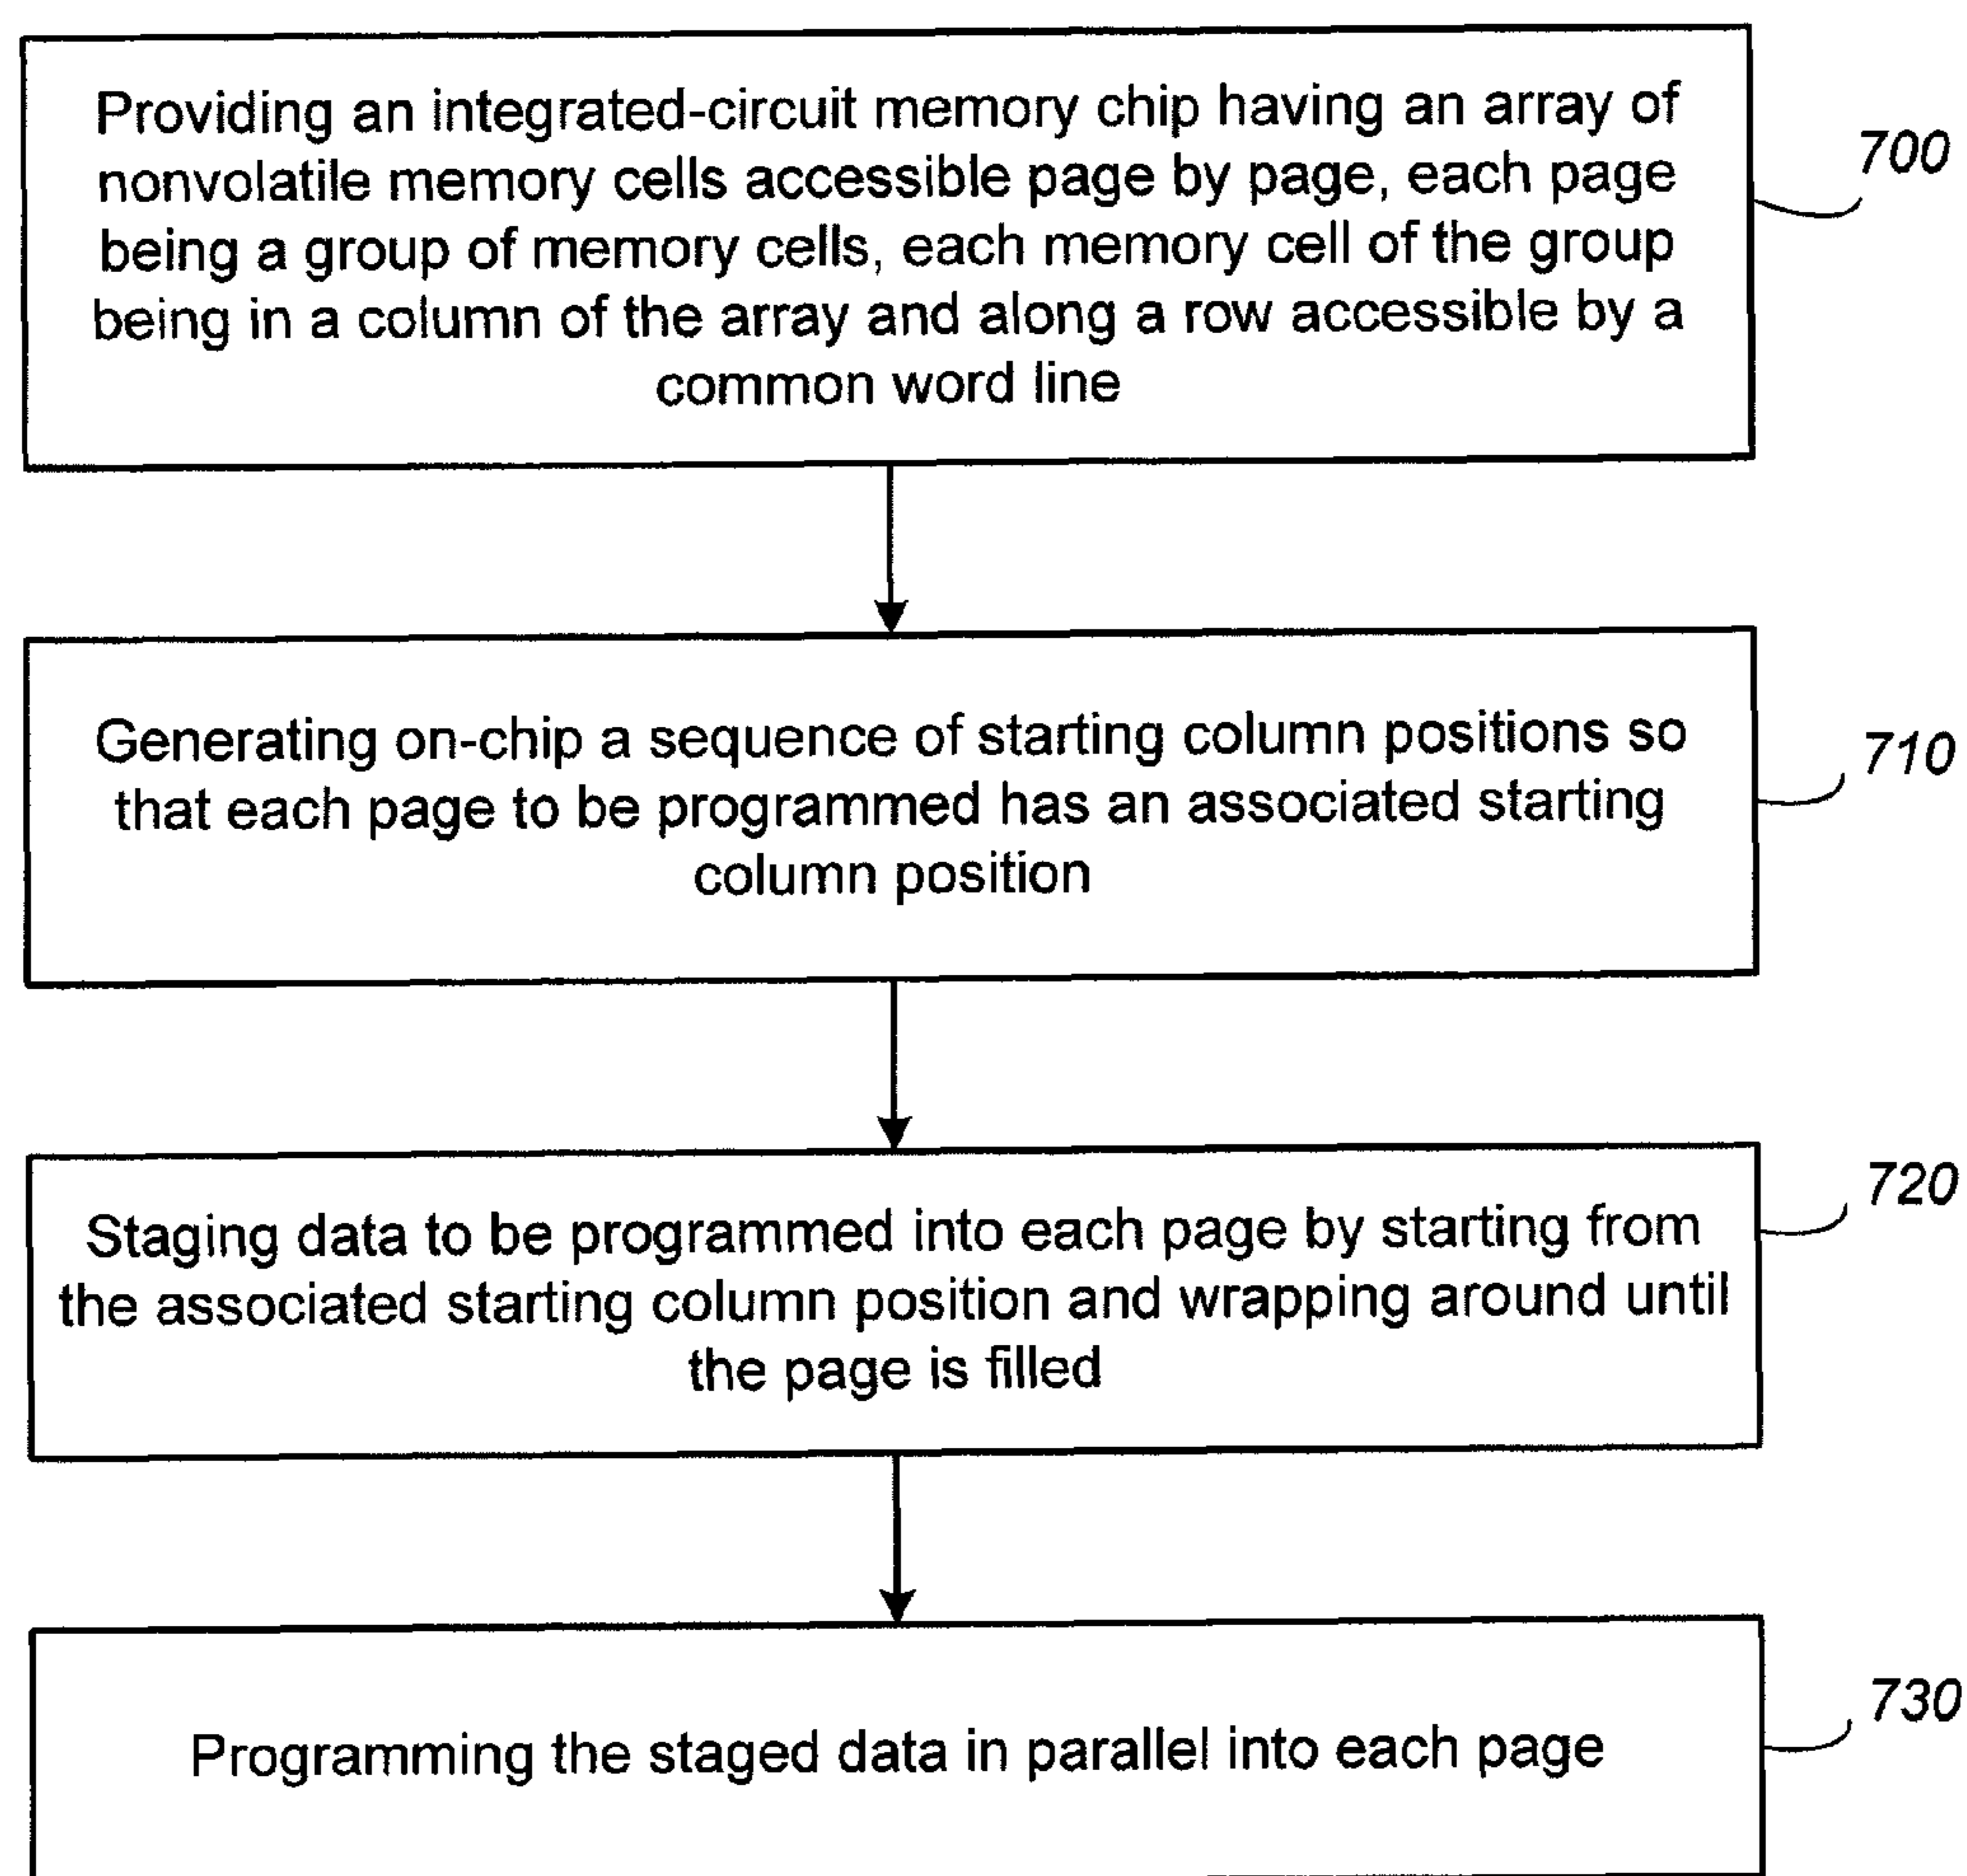 Providing an integrated-circuit memory chip having an array of
nonvolatile memory cells accessible page by page, each page
being a group of memory cells, each memory cell of the group
being in a column of the array and along a row accessible by a
common word line
700
Generating on-chip a sequence of starting column positions so
that each page to be programmed has an associated starting
column position
710
Staging data to be programmed into each page by starting from
the associated starting column position and wrapping around until
the page is filled
720
Programming the staged data in parallel into each page
730